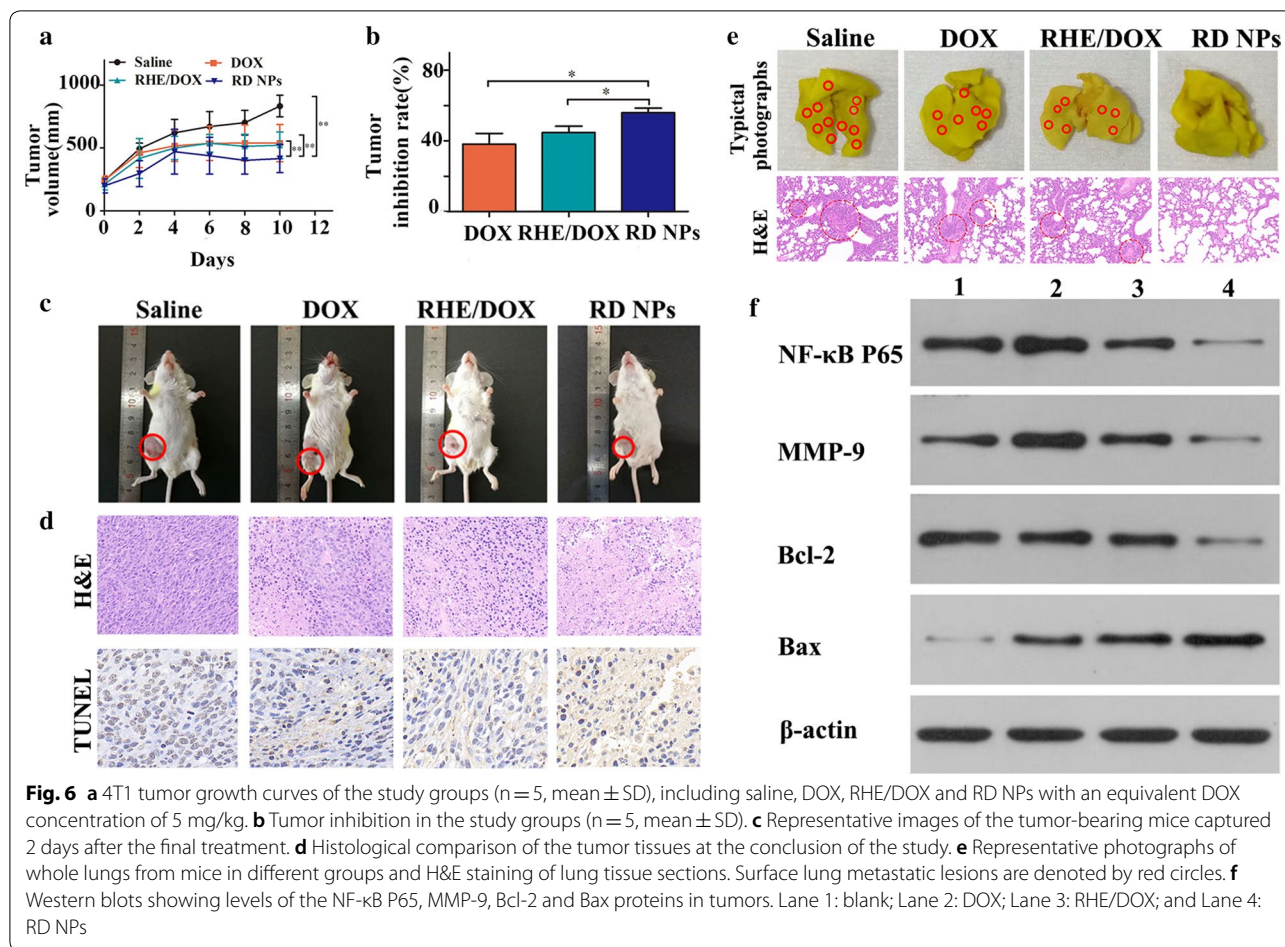 a
Saline DOX
RHE/DOX RD NPs
1000
500
0
Tumor
volume(mm)
0 2 4 6 8 10 12
Days
**
**
**
b
80
40
0
Tumor
inhibition rate(%)
*
*
DOX RHE/DOX RD NPs
c
Saline DOX RHE/DOX RD NPs
d
H&E
TUNEL
e
Saline DOX RHE/DOX RD NPs
Typictal
photographs
H&E
f
1 2 3 4
NF-κB P65
MMP-9
Bcl-2
Bax
β-actin
Fig. 6 a 4T1 tumor growth curves of the study groups (n = 5, mean ± SD), including saline, DOX, RHE/DOX and RD NPs with an equivalent DOX
concentration of 5 mg/kg. b Tumor inhibition in the study groups (n = 5, mean ± SD). c Representative images of the tumor-bearing mice captured
2 days after the final treatment. d Histological comparison of the tumor tissues at the conclusion of the study. e Representative photographs of
whole lungs from mice in different groups and H&E staining of lung tissue sections. Surface lung metastatic lesions are denoted by red circles. f
Western blots showing levels of the NF-κB P65, MMP-9, Bcl-2 and Bax proteins in tumors. Lane 1: blank; Lane 2: DOX; Lane 3: RHE/DOX; and Lane 4:
RD NPs